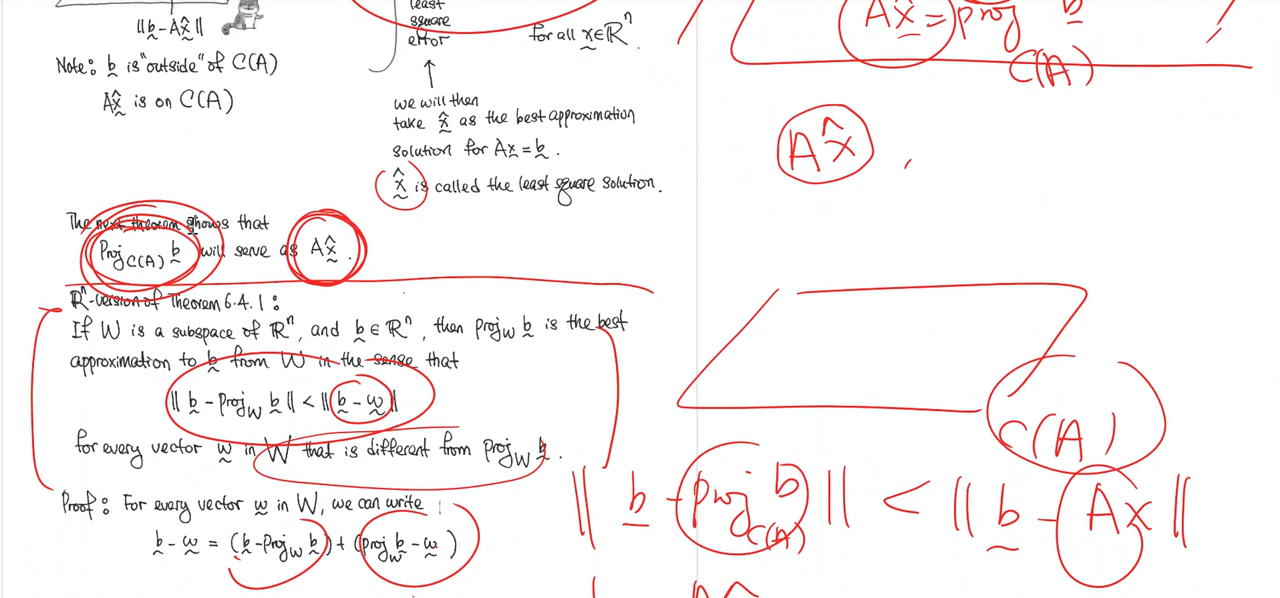 least
square
error
for all x∈ℝⁿ.
‖b-Ax̂‖
Note: b is "outside" of C(A)
Ax̂ is on C(A)
we will then
take x̂ as the best approximation
solution for Ax=b.
x̂ is called the least square solution.
The next theorem shows that
Proj_C(A) b will serve as Ax̂.
ℝⁿ-version of Theorem 6.4.1:
If W is a subspace of ℝⁿ, and b∈ℝⁿ, then Proj_W b is the best
approximation to b from W in the sense that
‖b-Proj_W b‖<‖b-w‖
for every vector w in W that is different from Proj_W b.
Proof: For every vector w in W, we can write
b-w = (b-Proj_W b)+(Proj_W b-w)
Ax̂=proj b
C(A)
Ax̂,
C(A)
‖b-proj_C(A) b‖<‖b-Ax‖